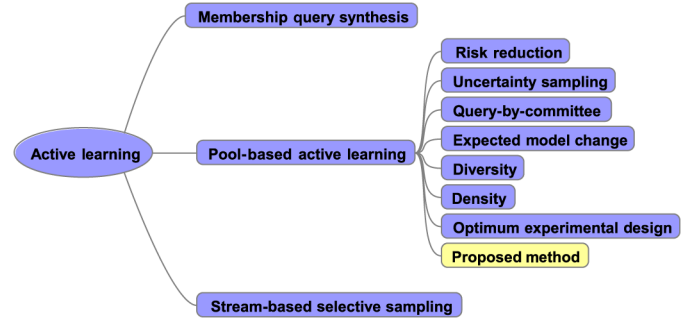 Membership query synthesis
Risk reduction
Uncertainty sampling
Query-by-committee
Active learning
Pool-based active learning
Expected model change
Diversity
Density
Optimum experimental design
Proposed method
Stream-based selective sampling